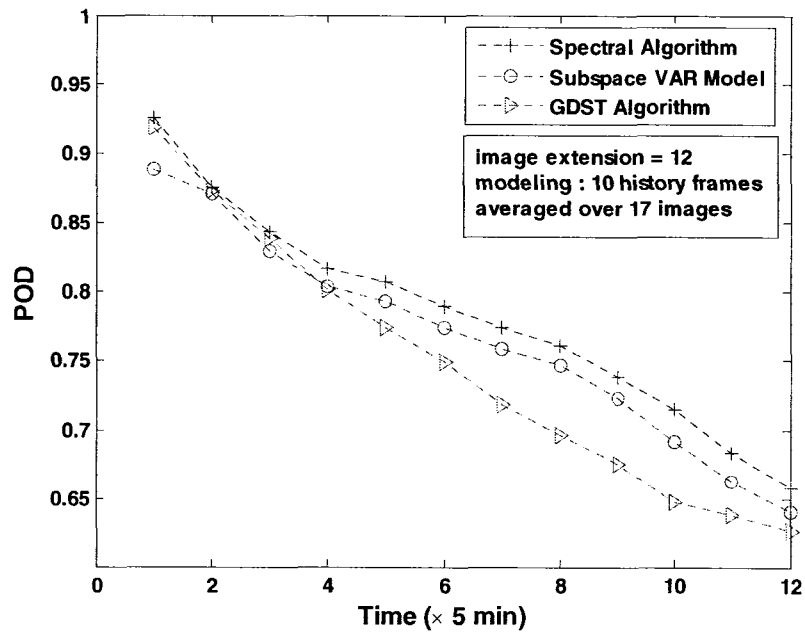 1
0.95
0.9
0.85
0.8
0.75
0.7
0.65
POD
0
2
4
6
8
10
12
Time (× 5 min)
Spectral Algorithm
Subspace VAR Model
GDST Algorithm
image extension = 12
modeling : 10 history frames
averaged over 17 images